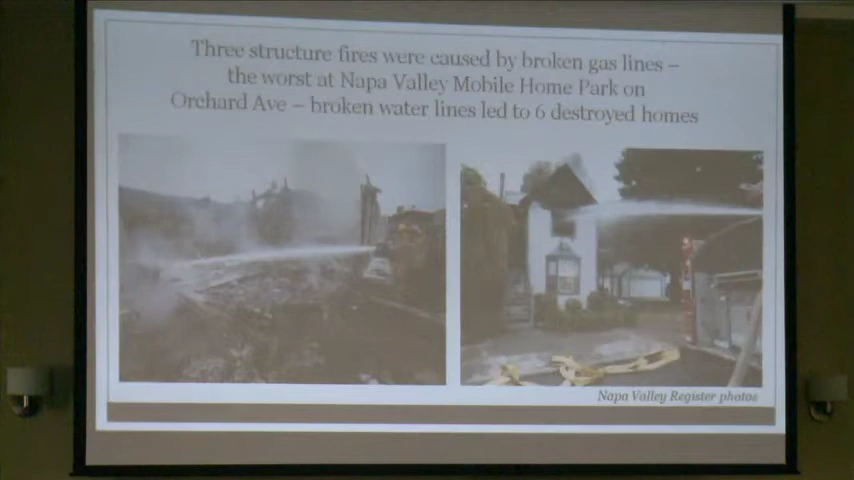 Three structure fires were caused by broken gas lines –
the worst at Napa Valley Mobile Home Park on
Orchard Ave – broken water lines led to 6 destroyed homes
Napa Valley Register photos